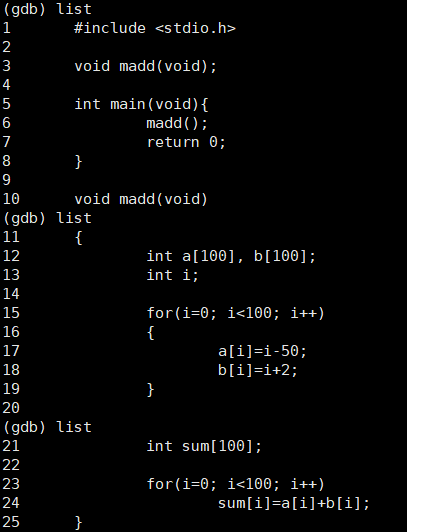 (gdb) list
1       #include <stdio.h>
2
3       void madd(void);
4
5       int main(void){
6               madd();
7               return 0;
8       }
9
10      void madd(void)
(gdb) list
11      {
12              int a[100], b[100];
13              int i;
14
15              for(i=0; i<100; i++)
16              {
17                      a[i]=i-50;
18                      b[i]=i+2;
19              }
20
(gdb) list
21              int sum[100];
22
23              for(i=0; i<100; i++)
24                      sum[i]=a[i]+b[i];
25      }